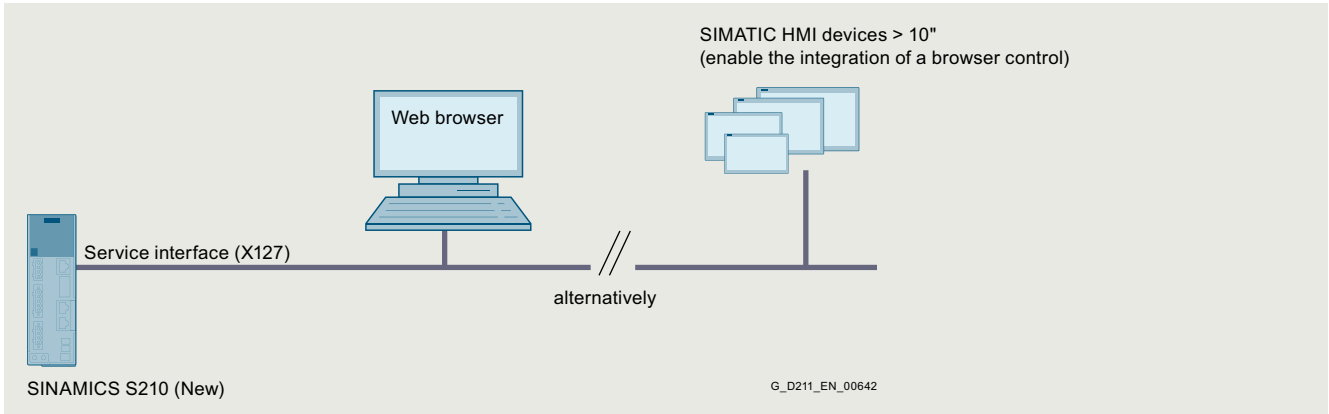 SIMATIC HMI devices > 10"
(enable the integration of a browser control)
Web browser
Service interface (X127)
alternatively
SINAMICS S210 (New)
G_D211_EN_00642